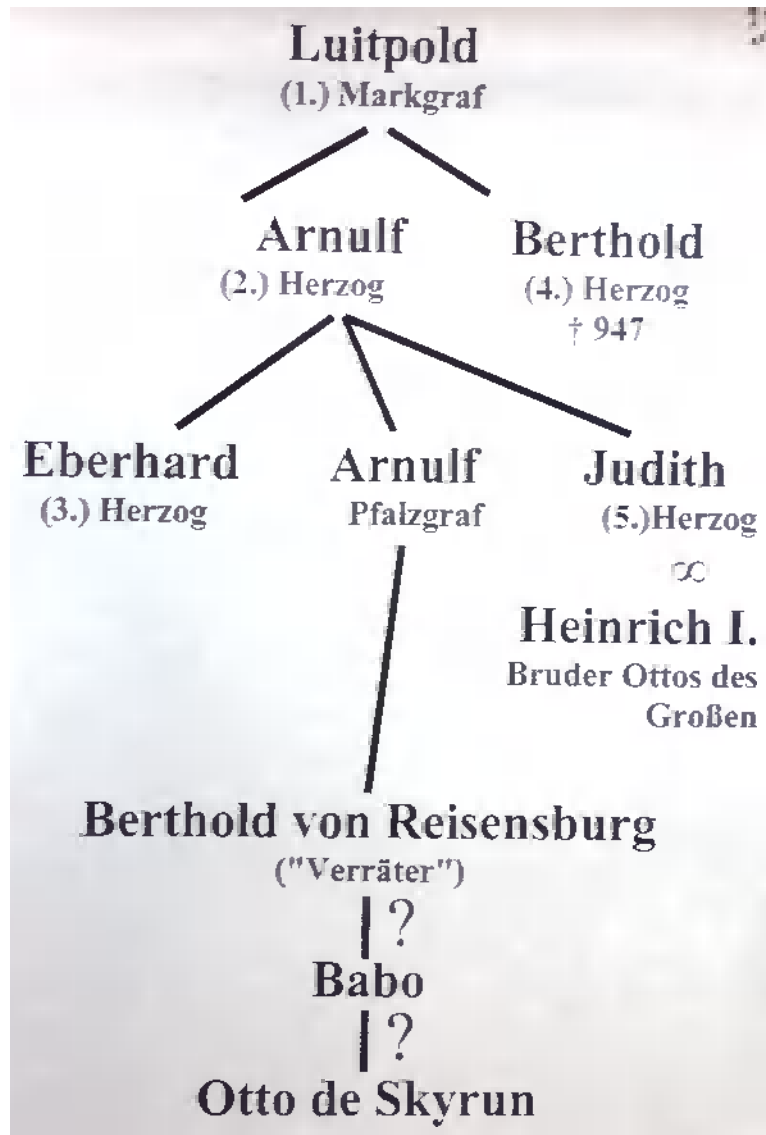 Luitpold
(1.) Markgraf
Arnulf
(2.) Herzog
Berthold
(4.) Herzog
† 947
Eberhard
(3.) Herzog
Arnulf
Pfalzgraf
Judith
(5.)Herzog
∞
Heinrich I.
Bruder Ottos des
Großen
Berthold von Reisensburg
("Verräter")
?
Babo
?
Otto de Skyrun